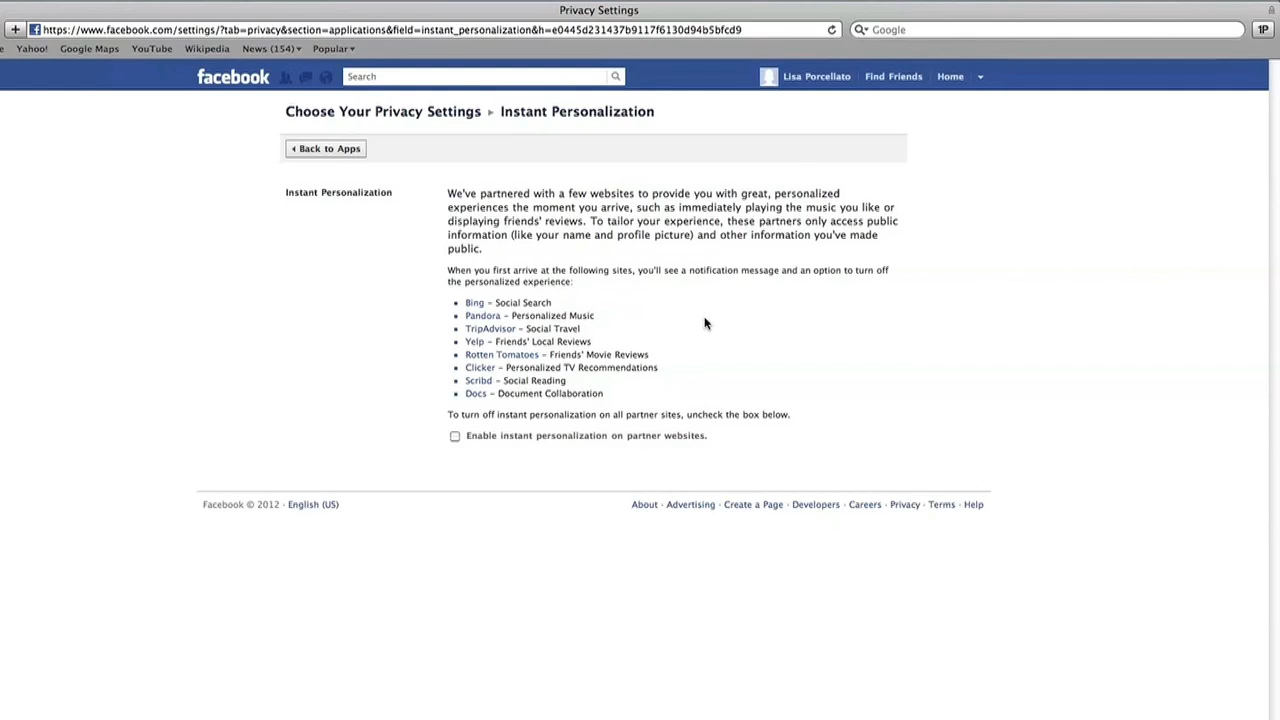 Privacy Settings
+ https://www.facebook.com/settings/?tab=privacy&section=applications&field=instant_personalization&h=e0445d231437b9117f6130d94b5bfcd9 Google 1P
Yahoo! Google Maps YouTube Wikipedia News (154) Popular
facebook Search Lisa Porcellato Find Friends Home
Choose Your Privacy Settings ▸ Instant Personalization
Back to Apps
Instant Personalization
We've partnered with a few websites to provide you with great, personalized
experiences the moment you arrive, such as immediately playing the music you like or
displaying friends' reviews. To tailor your experience, these partners only access public
information (like your name and profile picture) and other information you've made
public.
When you first arrive at the following sites, you'll see a notification message and an option to turn off
the personalized experience:
• Bing – Social Search
• Pandora – Personalized Music
• TripAdvisor – Social Travel
• Yelp – Friends' Local Reviews
• Rotten Tomatoes – Friends' Movie Reviews
• Clicker – Personalized TV Recommendations
• Scribd – Social Reading
• Docs – Document Collaboration
To turn off instant personalization on all partner sites, uncheck the box below.
Enable instant personalization on partner websites.
Facebook © 2012 · English (US) About · Advertising · Create a Page · Developers · Careers · Privacy · Terms · Help